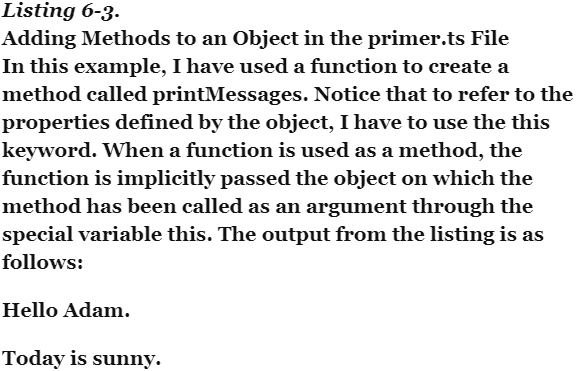 Listing 6-3.
Adding Methods to an Object in the primer.ts File
In this example, I have used a function to create a
method called printMessages. Notice that to refer to the
properties defined by the object, I have to use the this
keyword. When a function is used as a method, the
function is implicitly passed the object on which the
method has been called as an argument through the
special variable this. The output from the listing is as
follows:
Hello Adam.
Today is sunny.